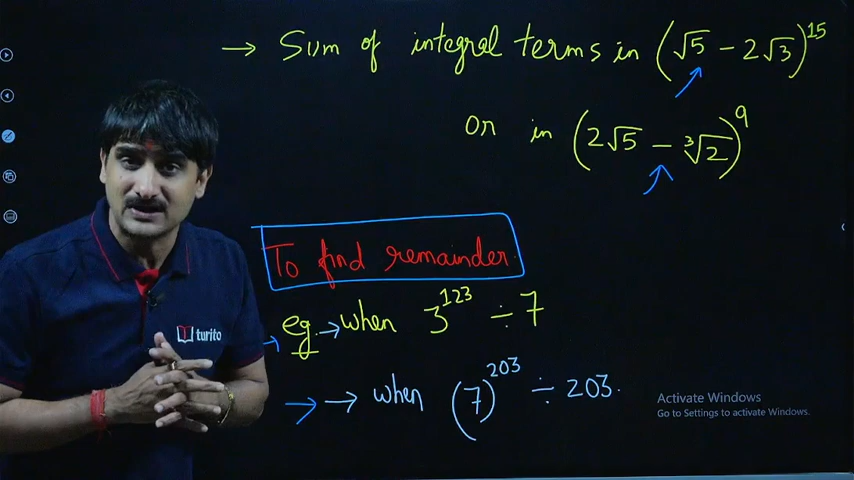 → Sum of integral terms in (√5 − 2√3)^15
or in (2√5 − ∛2)^9
To find remainder.
eg. → when 3^123 ÷ 7
→ → when (7)^203 ÷ 203.
turito
Activate Windows
Go to Settings to activate Windows.